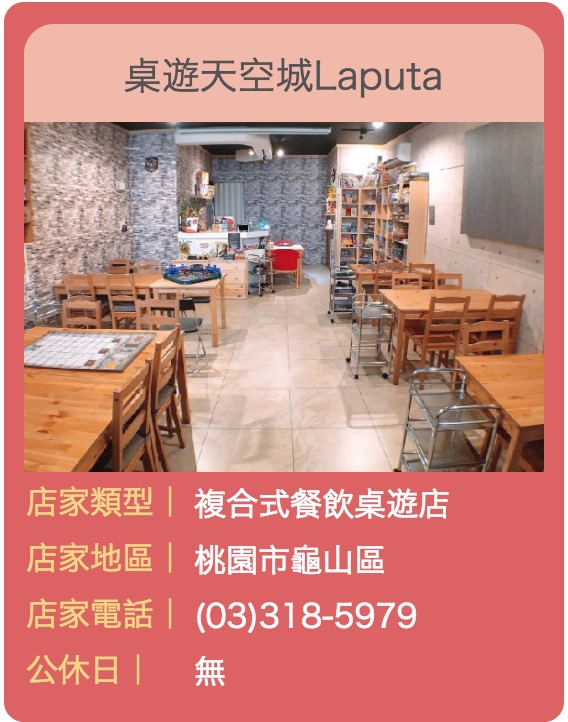 桌遊天空城Laputa
店家類型｜ 複合式餐飲桌遊店
店家地區｜ 桃園市龜山區
店家電話｜ (03)318-5979
公休日｜ 無